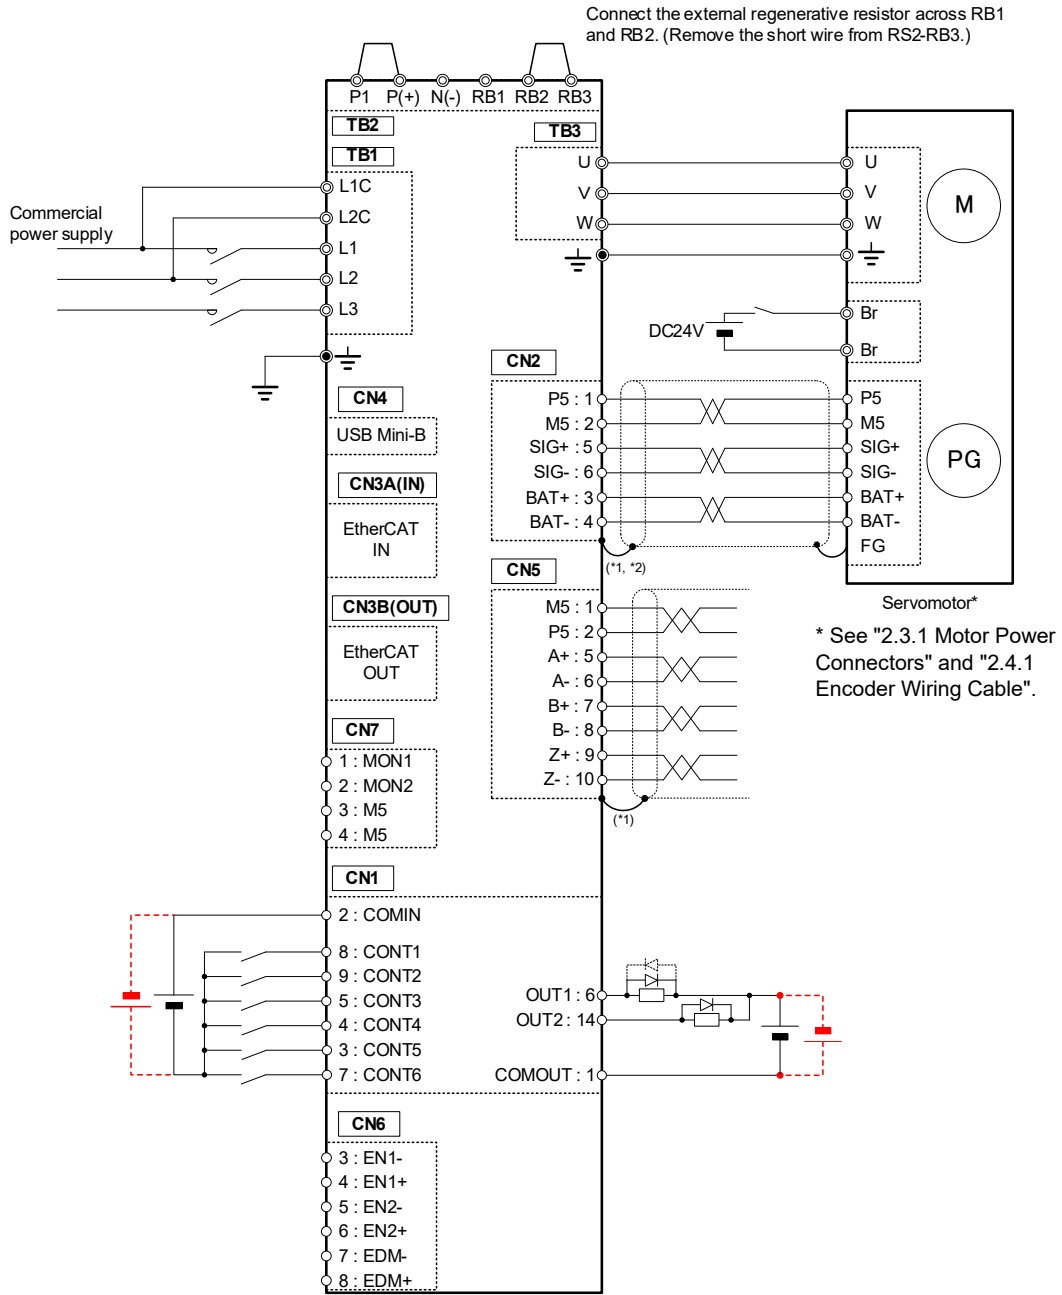 Connect the external regenerative resistor across RB1
and RB2. (Remove the short wire from RS2-RB3.)
P1 P(+) N(-) RB1 RB2 RB3
TB2
TB3
TB1
U
V
W
L1C
L2C
L1
L2
L3
Commercial
power supply
U
V
W
M
DC24V
Br
Br
CN2
P5 : 1
M5 : 2
SIG+ : 5
SIG- : 6
BAT+ : 3
BAT- : 4
(*1, *2)
P5
M5
SIG+
SIG-
BAT+
BAT-
FG
PG
Servomotor*
* See "2.3.1 Motor Power
Connectors" and "2.4.1
Encoder Wiring Cable".
CN4
USB Mini-B
CN3A(IN)
EtherCAT
IN
CN3B(OUT)
EtherCAT
OUT
CN5
M5 : 1
P5 : 2
A+ : 5
A- : 6
B+ : 7
B- : 8
Z+ : 9
Z- : 10
(*1)
CN7
1 : MON1
2 : MON2
3 : M5
4 : M5
CN1
2 : COMIN
8 : CONT1
9 : CONT2
5 : CONT3
4 : CONT4
3 : CONT5
7 : CONT6
OUT1 : 6
OUT2 : 14
COMOUT : 1
CN6
3 : EN1-
4 : EN1+
5 : EN2-
6 : EN2+
7 : EDM-
8 : EDM+